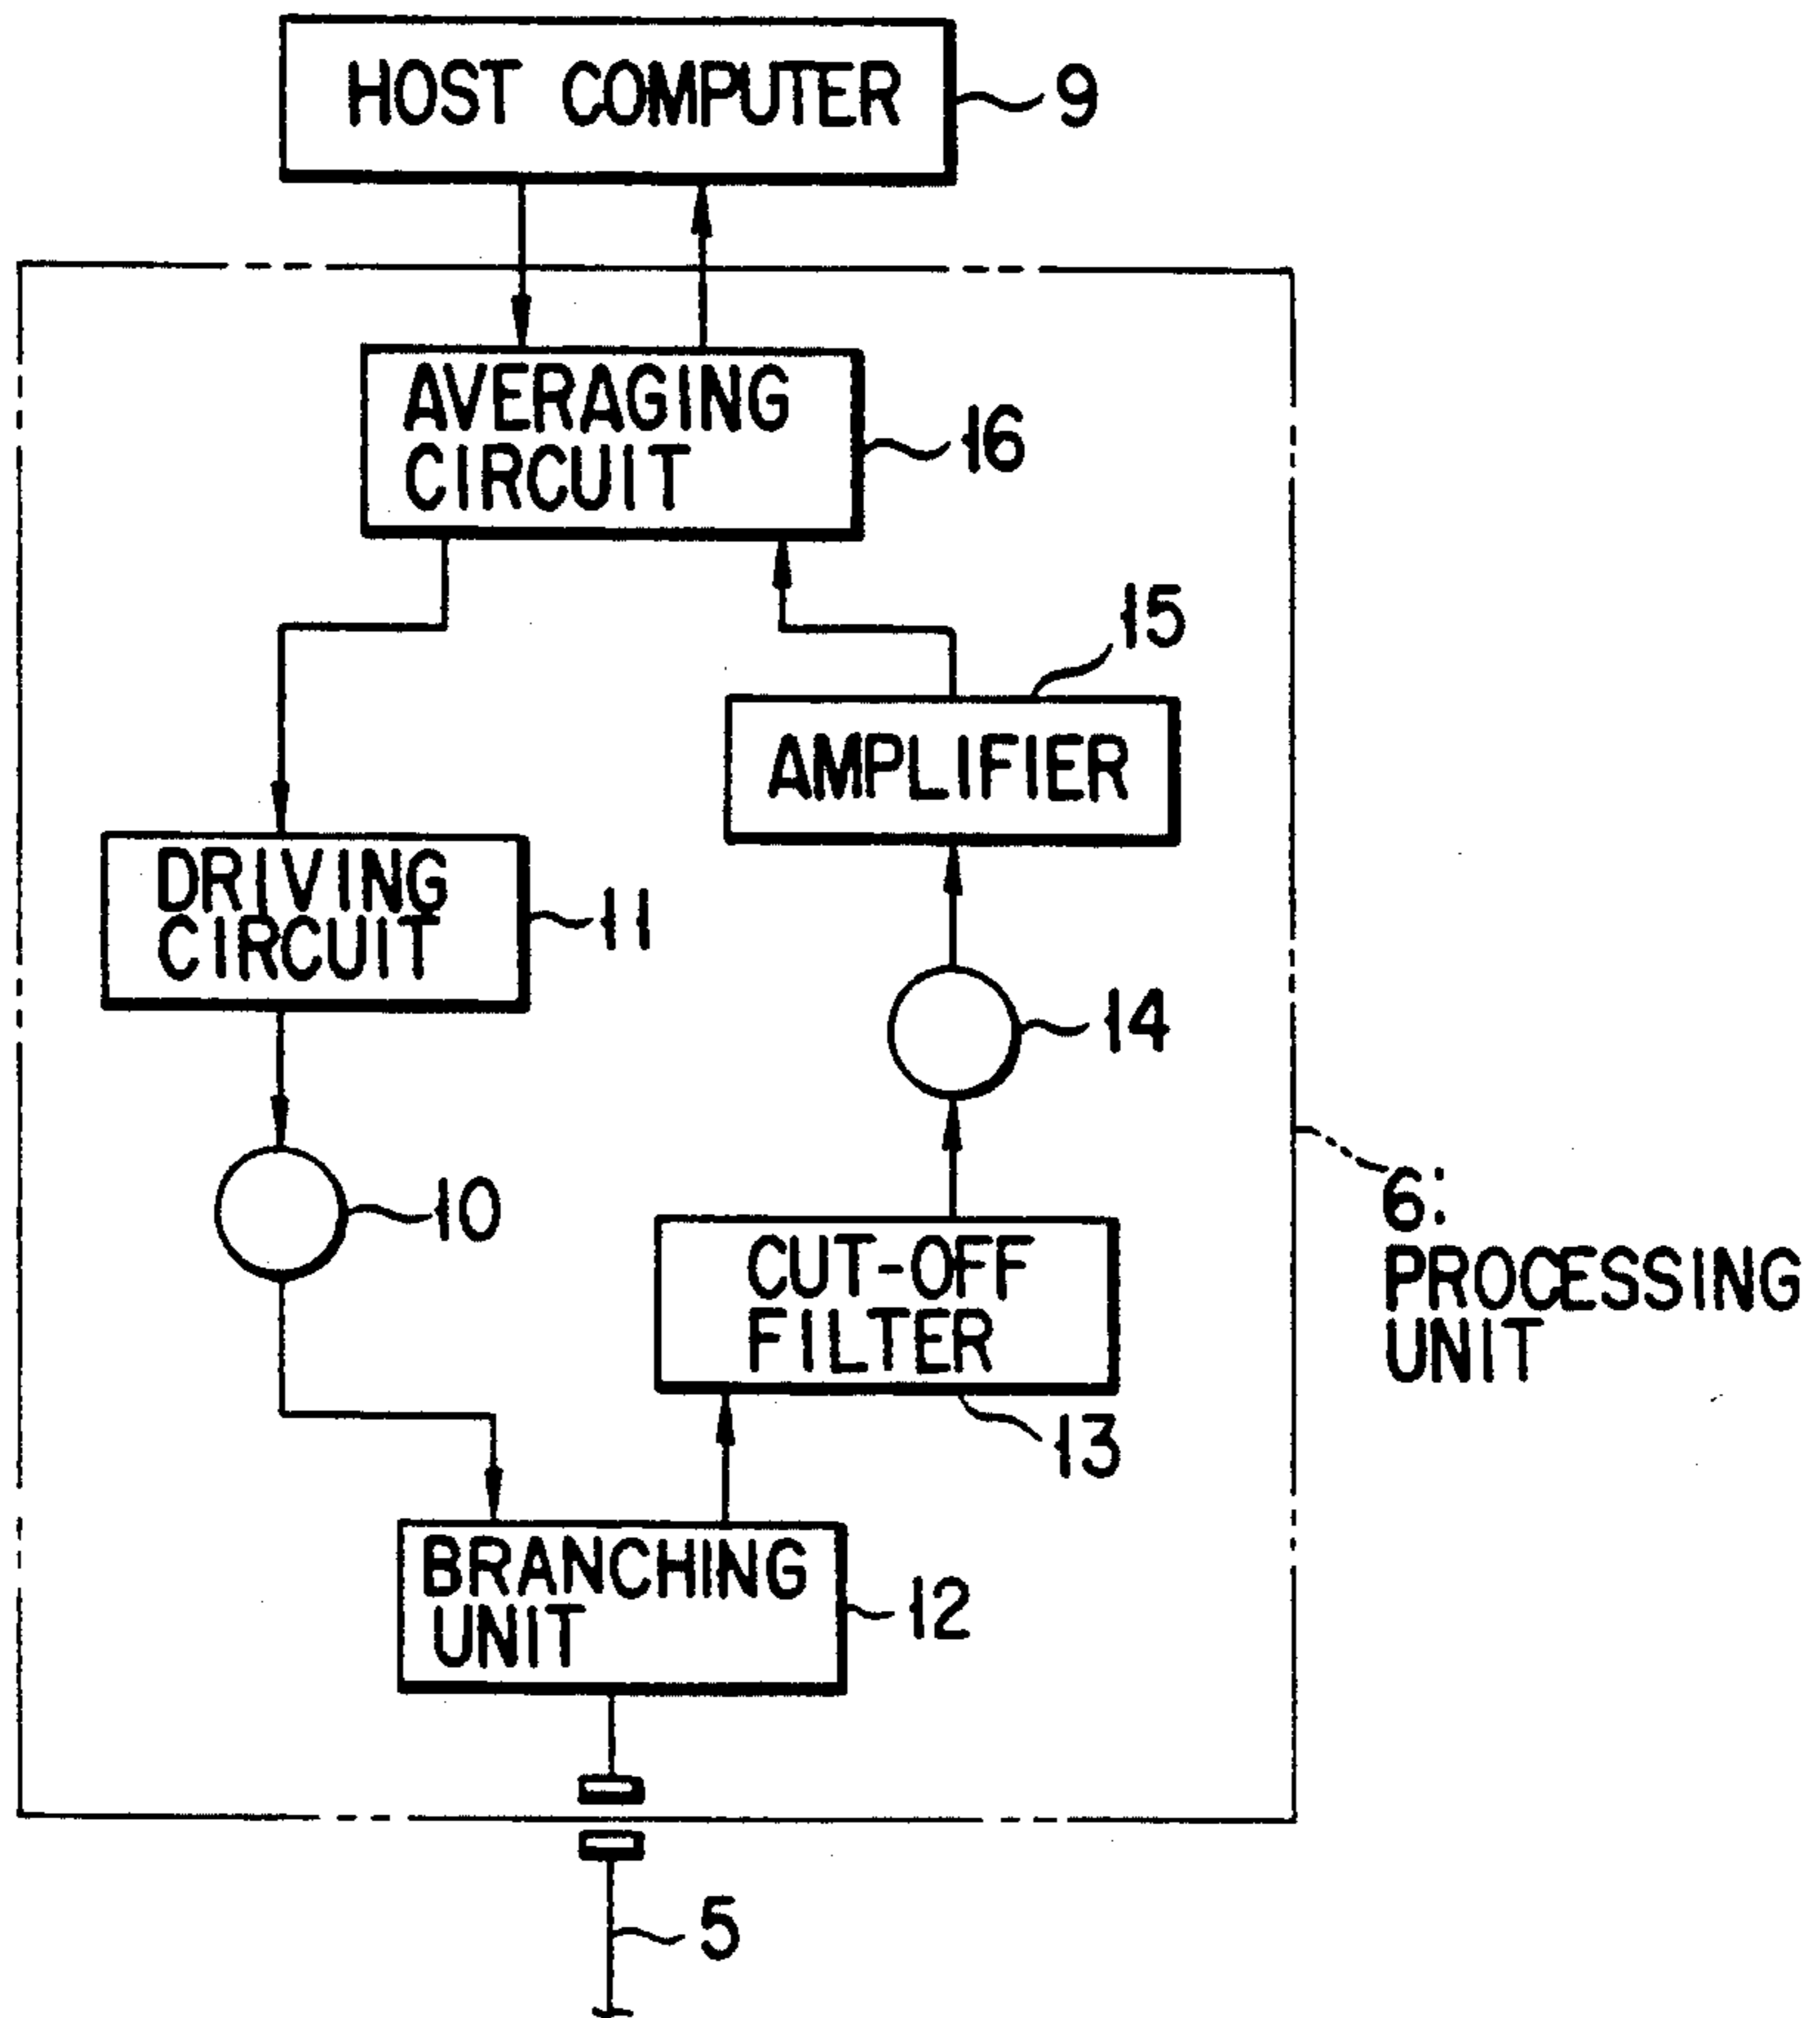 HOST COMPUTER
9
AVERAGING
CIRCUIT
16
15
AMPLIFIER
DRIVING
CIRCUIT
11
14
10
6:
PROCESSING
UNIT
CUT-OFF
FILTER
13
BRANCHING
UNIT
12
5